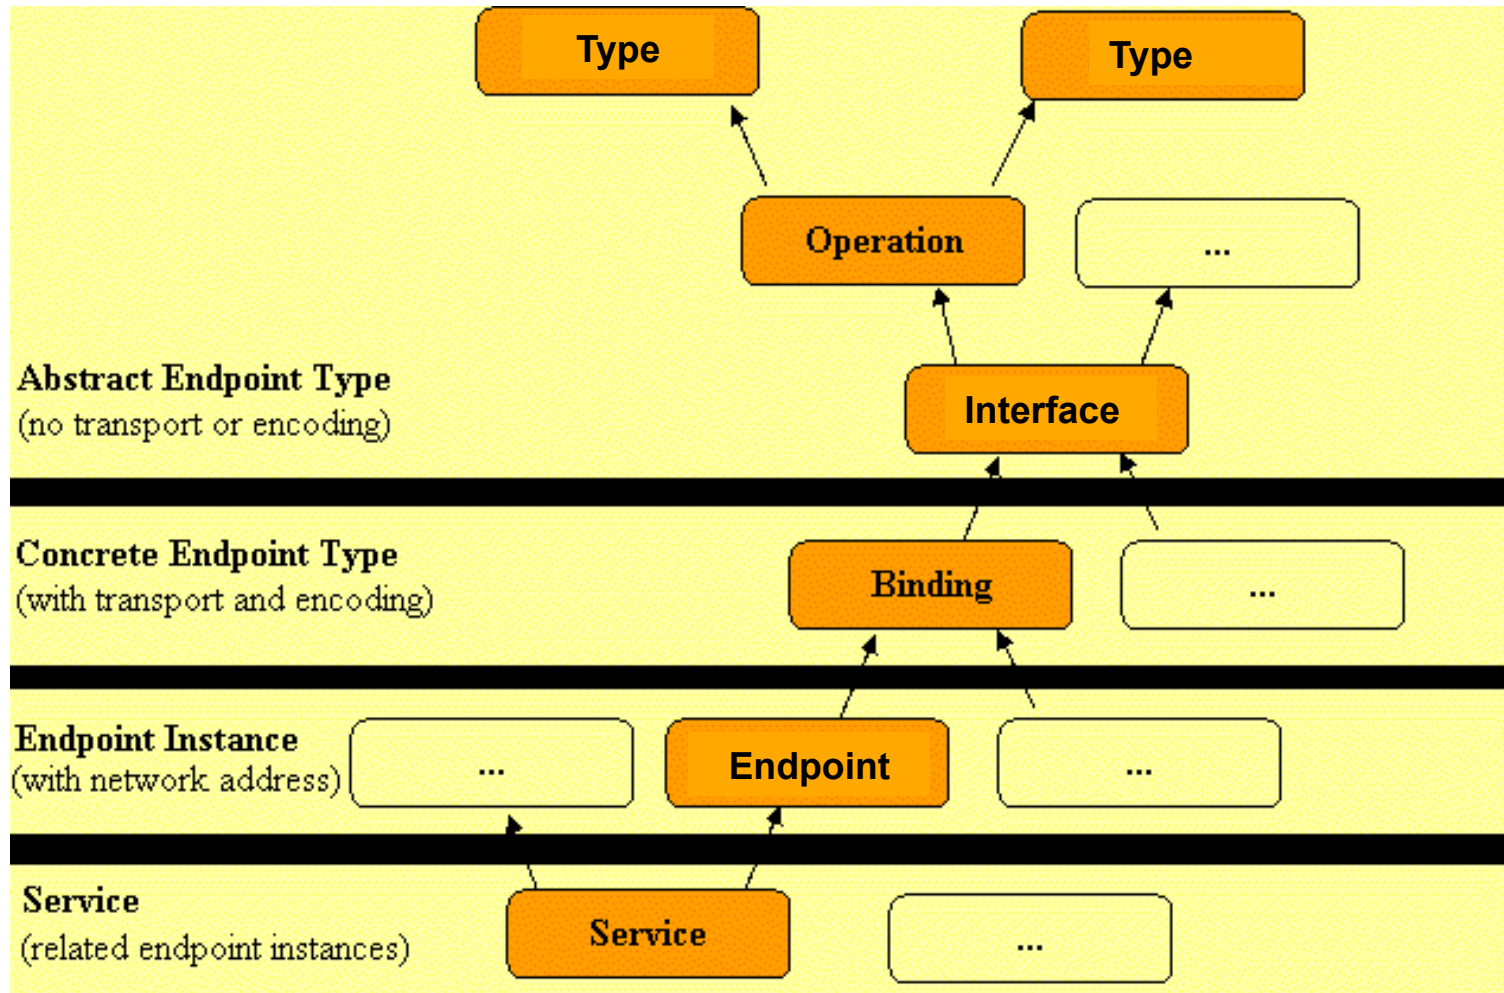 Type
Type
Operation
...
Abstract Endpoint Type
(no transport or encoding)
Interface
Concrete Endpoint Type
(with transport and encoding)
Binding
...
Endpoint Instance
(with network address)
...
Endpoint
...
Service
(related endpoint instances)
Service
...